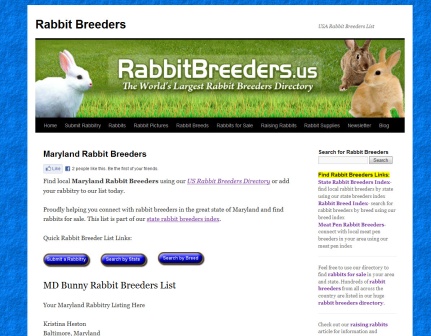 Rabbit Breeders
USA Rabbit Breeders List
RabbitBreeders.us
The World's Largest Rabbit Breeders Directory
Home Submit Rabbitry Rabbits Rabbit Pictures Rabbit Breeds Rabbits for Sale Raising Rabbits Rabbit Supplies Newsletter Blog
Maryland Rabbit Breeders
Like 2 people like this. Be the first of your friends.
Find local Maryland Rabbit Breeders using our US Rabbit Breeders Directory or add
your rabbitry to our list today.
Proudly helping you connect with rabbit breeders in the great state of Maryland and find
rabbits for sale. This list is part of our state rabbit breeders index.
Quick Rabbit Breeder List Links:
Submit a Rabbitry Search by State Search by Breed
MD Bunny Rabbit Breeders List
Your Maryland Rabbitry Listing Here
Kristina Heston
Baltimore, Maryland
Search for Rabbit Breeders
Search
Find Rabbit Breeders Links:
State Rabbit Breeders Index-
find local rabbit breeders by state
using our state rabbit breeders
index
Rabbit Breed Index- search for
rabbit breeders by breed using our
breed index
Meat Pen Rabbit Breeders-
connect with local meat pen
breeders in your area using our
meat pen index
Feel free to use our directory to
find rabbits for sale in your area
and state. Hundreds of rabbit
breeders from all across the
country are listed in our huge
rabbit breeders directory.
Check out our raising rabbits
article for information and